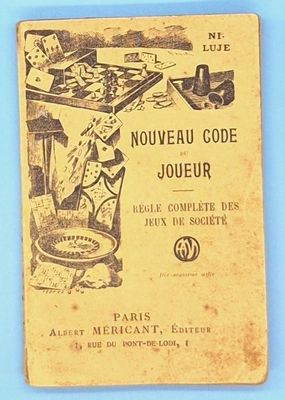 NI-
LUJE
NOUVEAU CODE
DU
JOUEUR
RÈGLE COMPLÈTE DES
JEUX DE SOCIÉTÉ
PARIS
ALBERT MÉRICANT, ÉDITEUR
1, RUE DU PONT-DE-LODI, 1